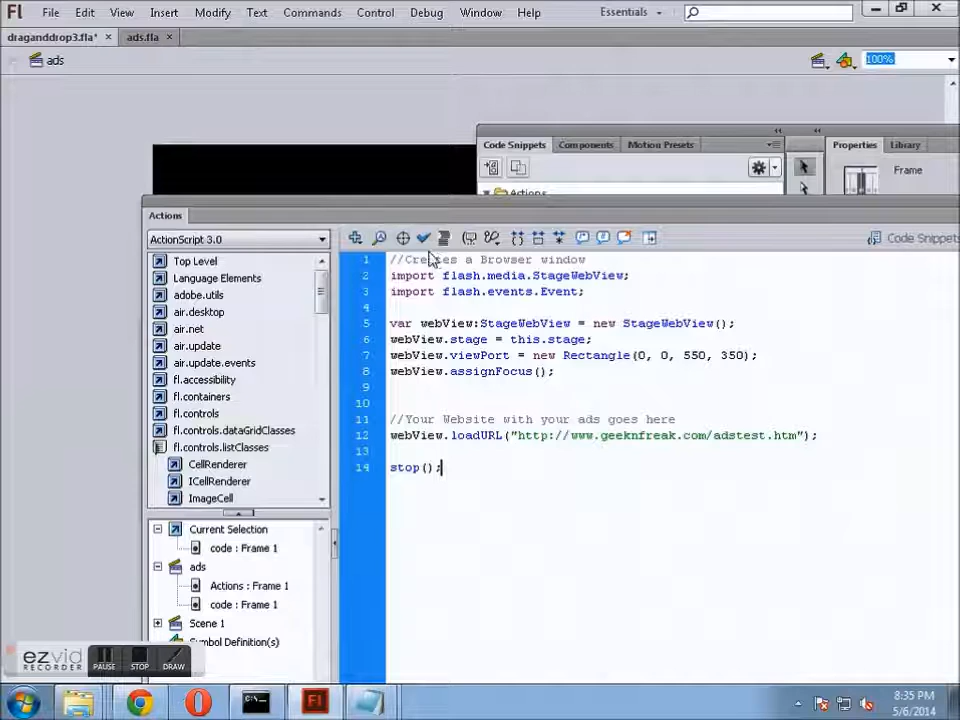 Fl File Edit View Insert Modify Text Commands Control Debug Window Help Essentials
draganddrop3.fla* × ads.fla ×
ads 100%
Code Snippets Components Motion Presets Properties Library
Frame
Actions
Actions
ActionScript 3.0 Code Snippets
Top Level
Language Elements
adobe.utils
air.desktop
air.net
air.update
air.update.events
fl.accessibility
fl.containers
fl.controls
fl.controls.dataGridClasses
fl.controls.listClasses
CellRenderer
ICellRenderer
ImageCell
Current Selection
code : Frame 1
ads
Actions : Frame 1
code : Frame 1
Scene 1
Symbol Definition(s)
1 //Creates a Browser window
2 import flash.media.StageWebView;
3 import flash.events.Event;
4
5 var webView:StageWebView = new StageWebView();
6 webView.stage = this.stage;
7 webView.viewPort = new Rectangle(0, 0, 550, 350);
8 webView.assignFocus();
9
10
11 //Your Website with your ads goes here
12 webView.loadURL("http://www.geeknfreak.com/adstest.htm");
13
14 stop();
ezvid
RECORDER
PAUSE STOP DRAW
Fl
8:35 PM
5/6/2014